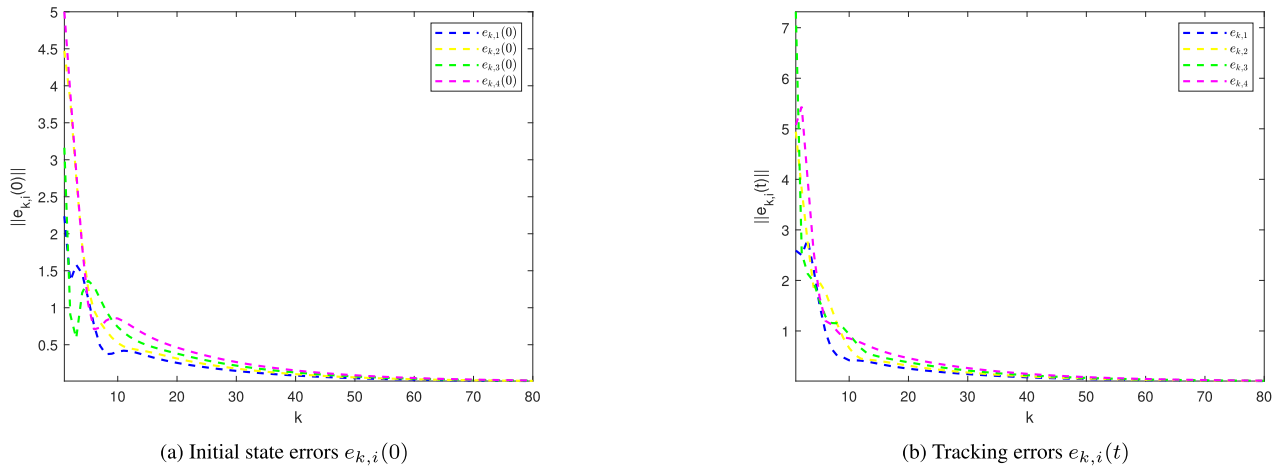 5
4.5
4
3.5
3
2.5
2
1.5
1
0.5
||e_{k,i}(0)||
10 20 30 40 50 60 70 80
k
e_{k,1}(0)
e_{k,2}(0)
e_{k,3}(0)
e_{k,4}(0)
(a) Initial state errors e_{k,i}(0)
7
6
5
4
3
2
1
||e_{k,i}(t)||
10 20 30 40 50 60 70 80
k
e_{k,1}
e_{k,2}
e_{k,3}
e_{k,4}
(b) Tracking errors e_{k,i}(t)